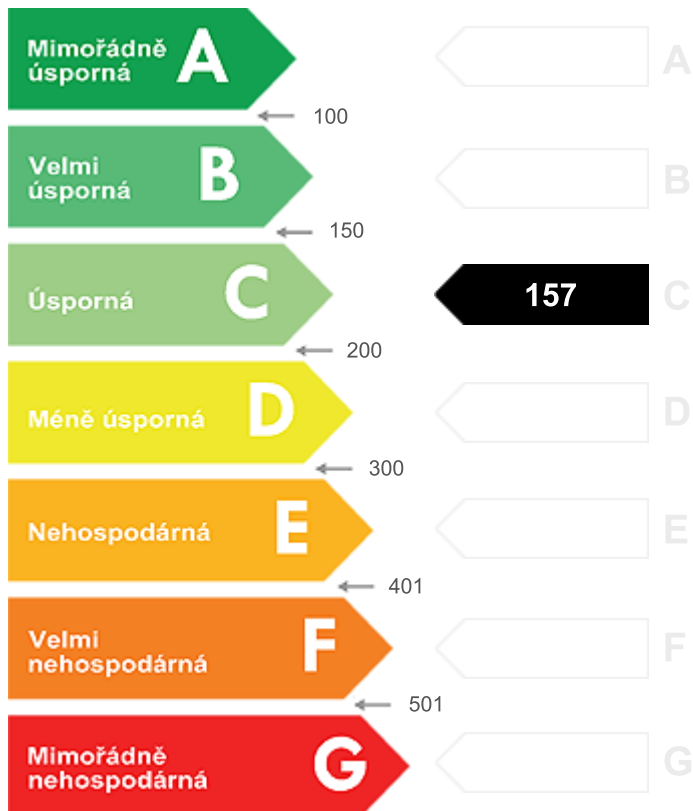 Mimořádně
úsporná
A
A
100
Velmi
úsporná
B
B
150
Úsporná
C
157
C
200
Méně úsporná
D
D
300
Nehospodárná
E
E
401
Velmi
nehospodárná
F
F
501
Mimořádně
nehospodárná
G
G